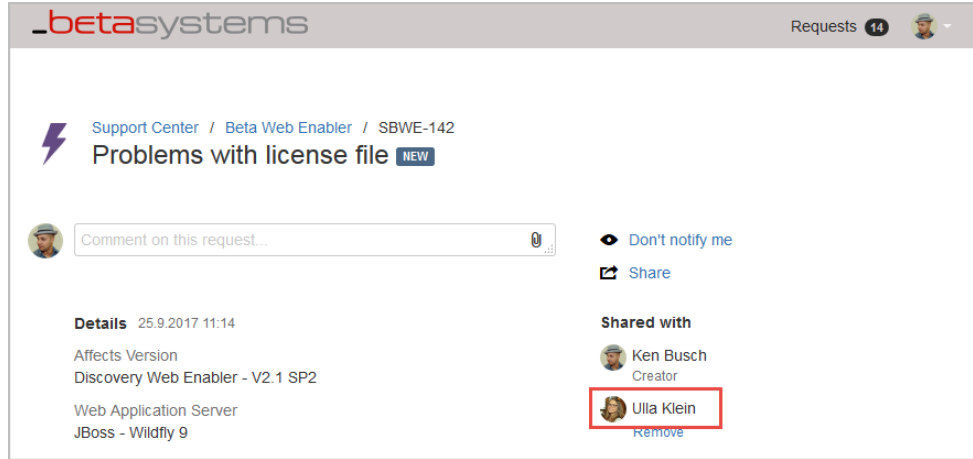 _betasystems
Requests 14
Support Center / Beta Web Enabler / SBWE-142
Problems with license file NEW
Comment on this request...
Don't notify me
Share
Details 25.9.2017 11:14
Affects Version
Discovery Web Enabler - V2.1 SP2
Web Application Server
JBoss - Wildfly 9
Shared with
Ken Busch
Creator
Ulla Klein
Remove